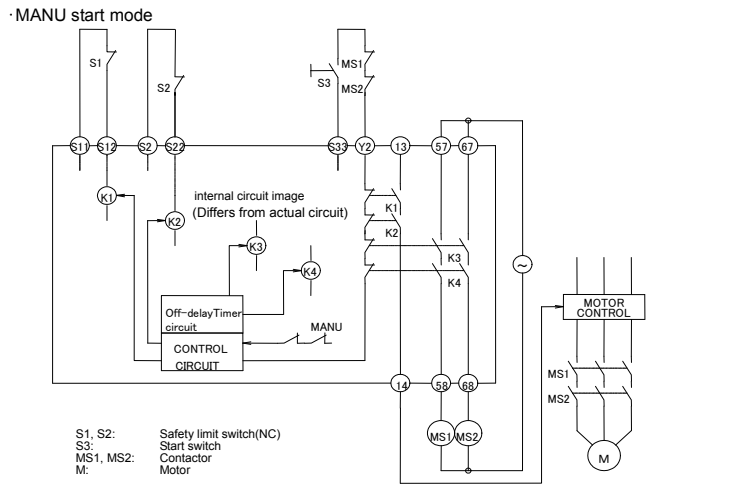 ·MANU start mode
S1
S2
S3
MS1
MS2
S11
S12
S2
S22
S33
Y2
13
57
67
K1
K2
internal circuit image
(Differs from actual circuit)
K3
K4
K1
K2
K3
K4
~
Off-delayTimer
circuit
MANU
CONTROL
CIRCUIT
MOTOR
CONTROL
14
58
68
MS1
MS2
MS1
MS2
M
S1, S2: Safety limit switch(NC)
S3: Start switch
MS1, MS2: Contactor
M: Motor